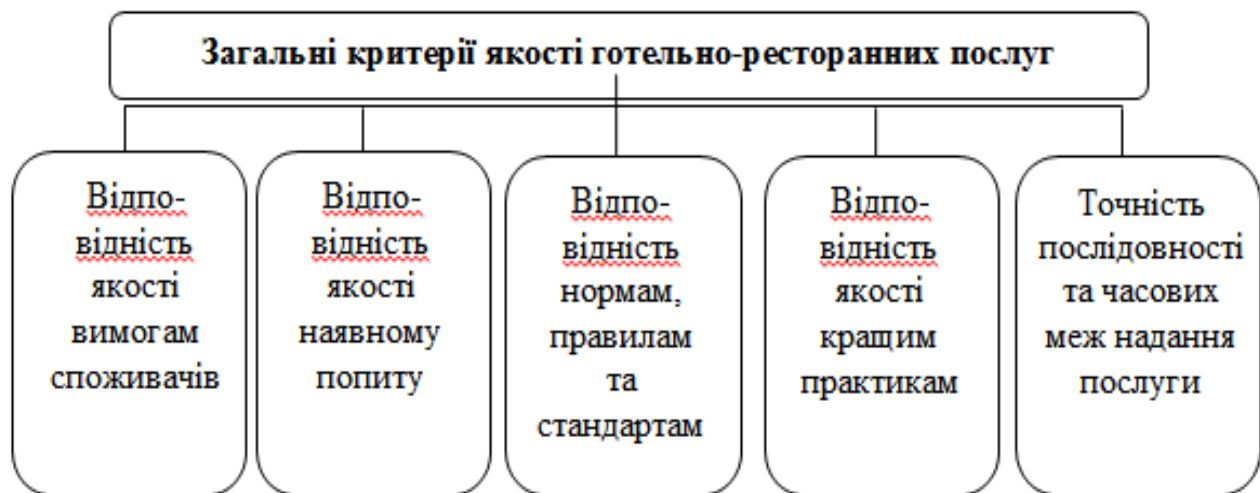 Загальні критерії якості готельно-ресторанних послуг
Відпо-
відність
якості
вимогам
споживачів
Відпо-
відність
якості
наявному
попиту
Відпо-
відність
нормам,
правилам
та
стандартам
Відпо-
відність
якості
кращим
практикам
Точність
послідовності
та часових
меж надання
послуги